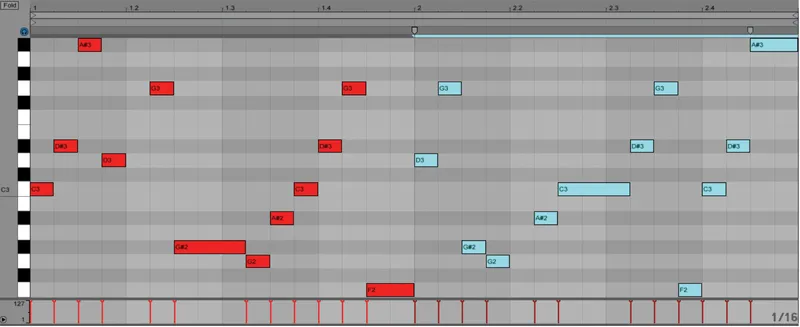 Fold
1 1.2 1.3 1.4 2 2.2 2.3 2.4
A#3 A#3
G3 G3 G3 G3
D#3 D#3 D#3 D#3
D3 D3
C3 C3 C3 C3 C3
A#2 A#2
G#2 G#2
G2 G2
F2 F2
127
1
1/16